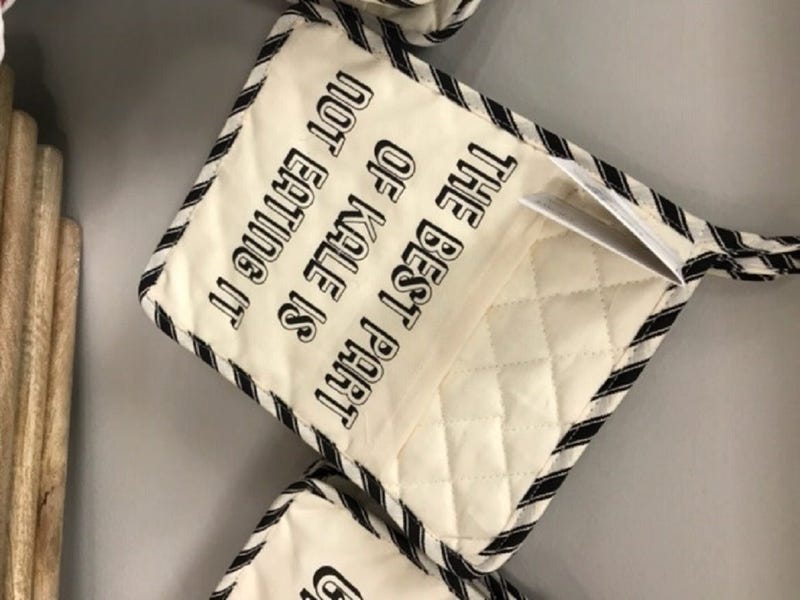 THE BEST PART
OF KALE IS
NOT EATING IT